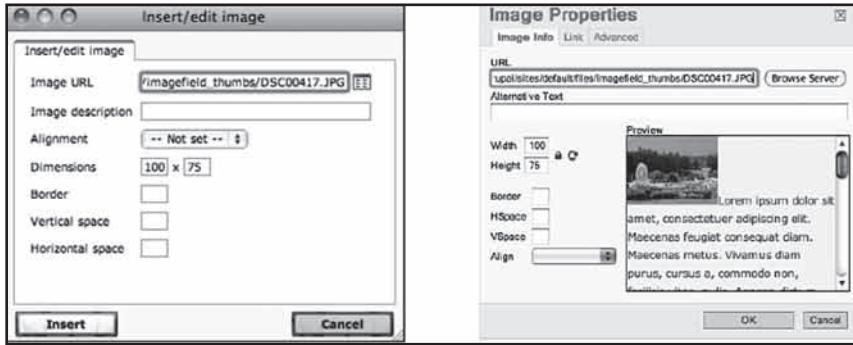 Insert/edit image
Insert/edit image
Image URL /imagefield_thumbs/DSC00417.JPG
Image description
Alignment -- Not set --
Dimensions 100 x 75
Border
Vertical space
Horizontal space
Insert Cancel
Image Properties
Image Info Link Advanced
URL
upal/sites/default/files/imagefield_thumbs/DSC00417.JPG Browse Server
Alternative Text
Preview
Width 100
Height 75
Border
HSpace
VSpace
Align
Lorem ipsum dolor sit
amet, consectetuer adipiscing elit.
Maecenas feugiat consequat diam.
Maecenas metus. Vivamus diam
purus, cursus a, commodo non,
OK Cancel